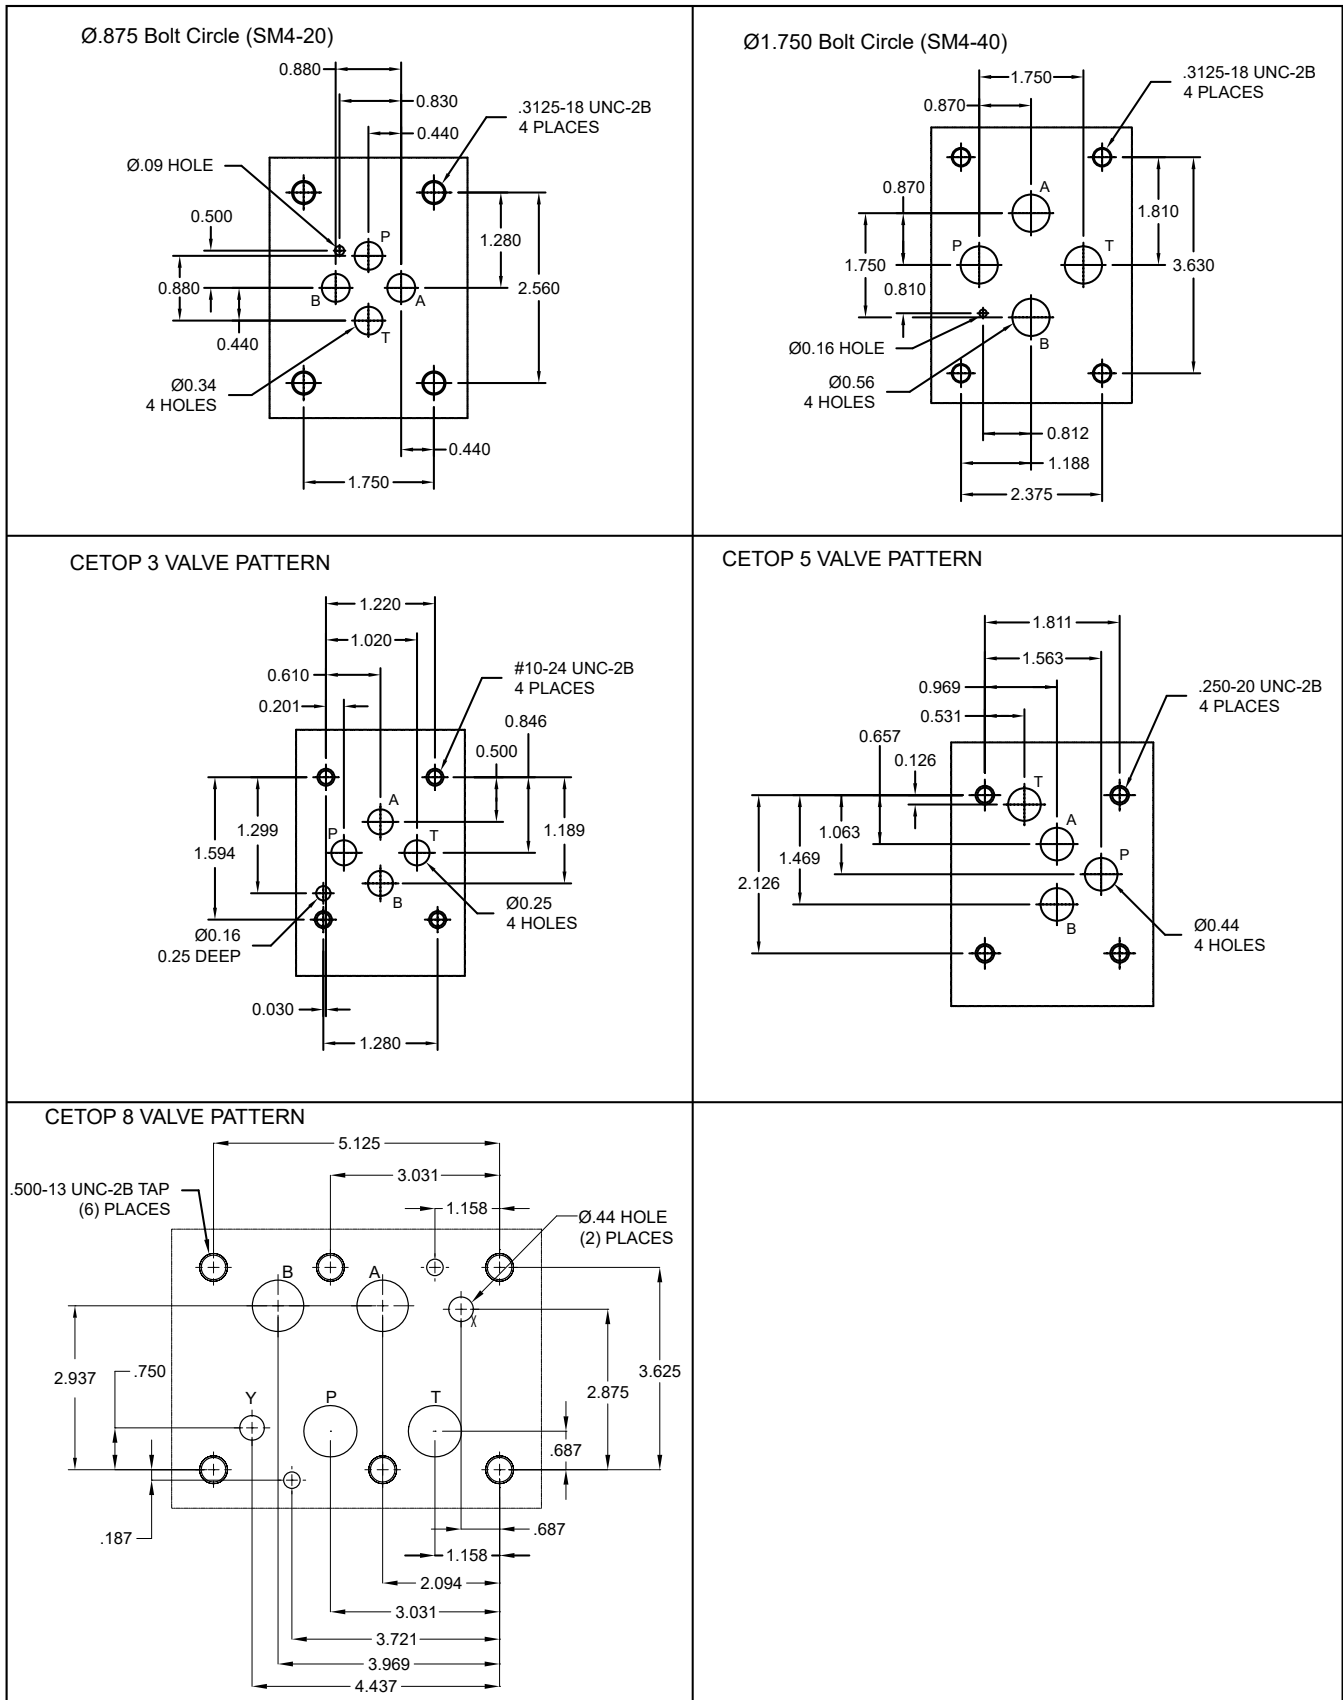 Ø.875 Bolt Circle (SM4-20)
0.880
0.830
.3125-18 UNC-2B
4 PLACES
0.440
Ø.09 HOLE
0.500
P
1.280
0.880
2.560
B
A
0.440
T
Ø0.34
4 HOLES
0.440
1.750
Ø1.750 Bolt Circle (SM4-40)
1.750
.3125-18 UNC-2B
4 PLACES
0.870
A
0.870
1.810
P
T
1.750
3.630
0.810
Ø0.16 HOLE
B
Ø0.56
4 HOLES
0.812
1.188
2.375
CETOP 3 VALVE PATTERN
1.220
1.020
0.610
#10-24 UNC-2B
4 PLACES
0.201
0.846
0.500
A
1.299
P
T
1.189
1.594
B
Ø0.25
4 HOLES
Ø0.16
0.25 DEEP
0.030
1.280
CETOP 5 VALVE PATTERN
1.811
1.563
0.969
.250-20 UNC-2B
4 PLACES
0.531
0.657
0.126
T
A
1.063
P
1.469
2.126
B
Ø0.44
4 HOLES
CETOP 8 VALVE PATTERN
5.125
3.031
.500-13 UNC-2B TAP
(6) PLACES
1.158
Ø.44 HOLE
(2) PLACES
B
A
X
.750
2.937
3.625
2.875
Y
P
T
.687
.187
.687
1.158
2.094
3.031
3.721
3.969
4.437